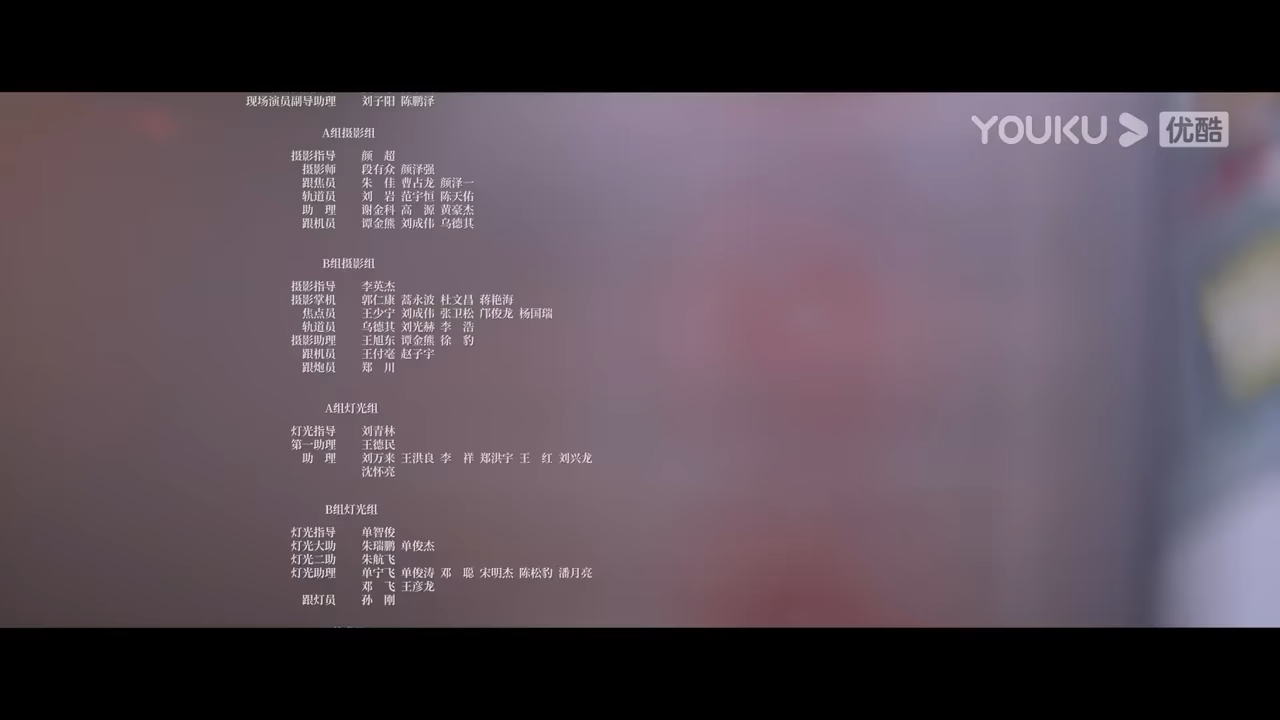 现场演员副导助理 刘子阳 陈鹏泽
YOUKU 优酷
A组摄影组
摄影指导 颜 超
摄影师 段有众 颜泽强
跟焦员 朱 佳 曹占龙 颜泽一
轨道员 刘 岩 范宇恒 陈天佑
助 理 谢金科 高 源 黄豪杰
跟机员 谭金熊 刘成伟 乌德其
B组摄影组
摄影指导 李英杰
摄影掌机 郭仁康 蒿永波 杜文昌 蒋艳海
焦点员 王少宁 刘成伟 张卫松 邝俊龙 杨国瑞
轨道员 乌德其 刘光赫 李 浩
摄影助理 王旭东 谭金熊 徐 豹
跟机员 王付毫 赵子宇
跟炮员 郑 川
A组灯光组
灯光指导 刘青林
第一助理 王德民
助 理 刘万来 王洪良 李 祥 郑洪宇 王 红 刘兴龙
沈怀亮
B组灯光组
灯光指导 单智俊
灯光大助 朱瑞鹏 单俊杰
灯光二助 朱航飞
灯光助理 单宁飞 单俊涛 邓 聪 宋明杰 陈松豹 潘月亮
邓 飞 王彦龙
跟灯员 孙 刚